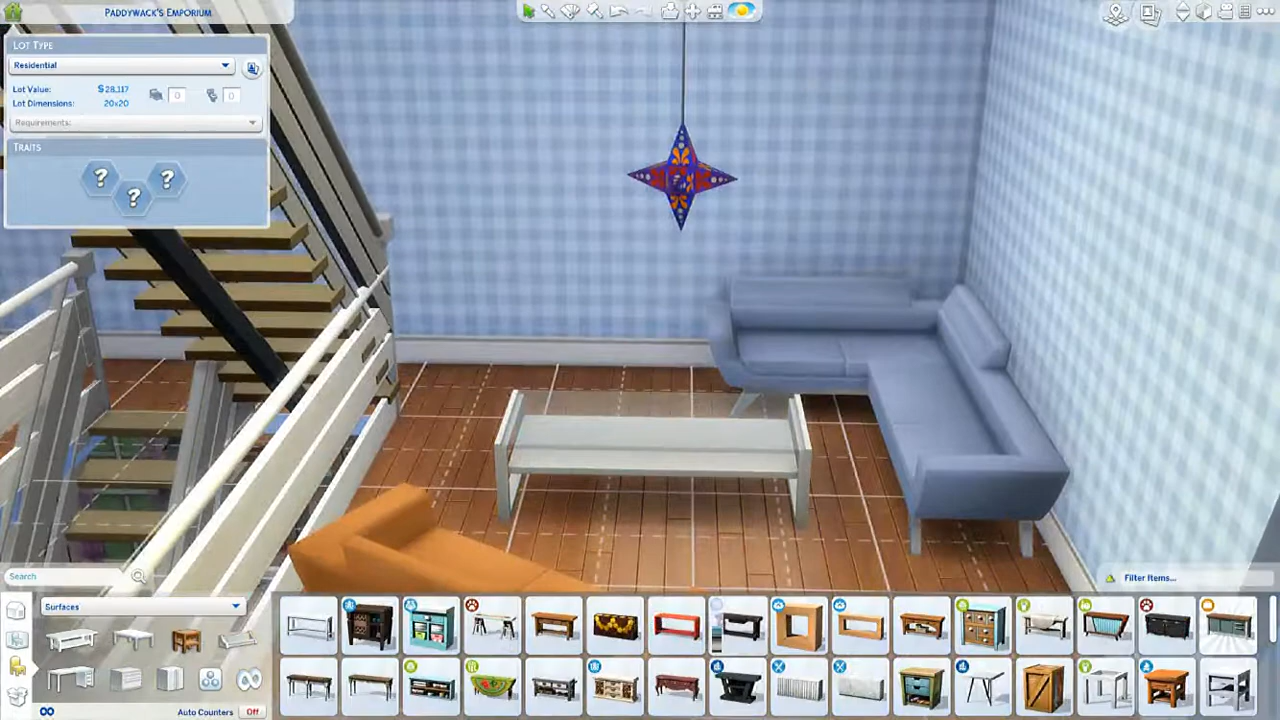 Paddywack's Emporium
Lot Type
Residential
Lot Value: $28,117 0 0
Lot Dimensions: 20x20
Requirements:
Traits
? ? ?
Search
Filter Items...
Surfaces
Auto Counters Off